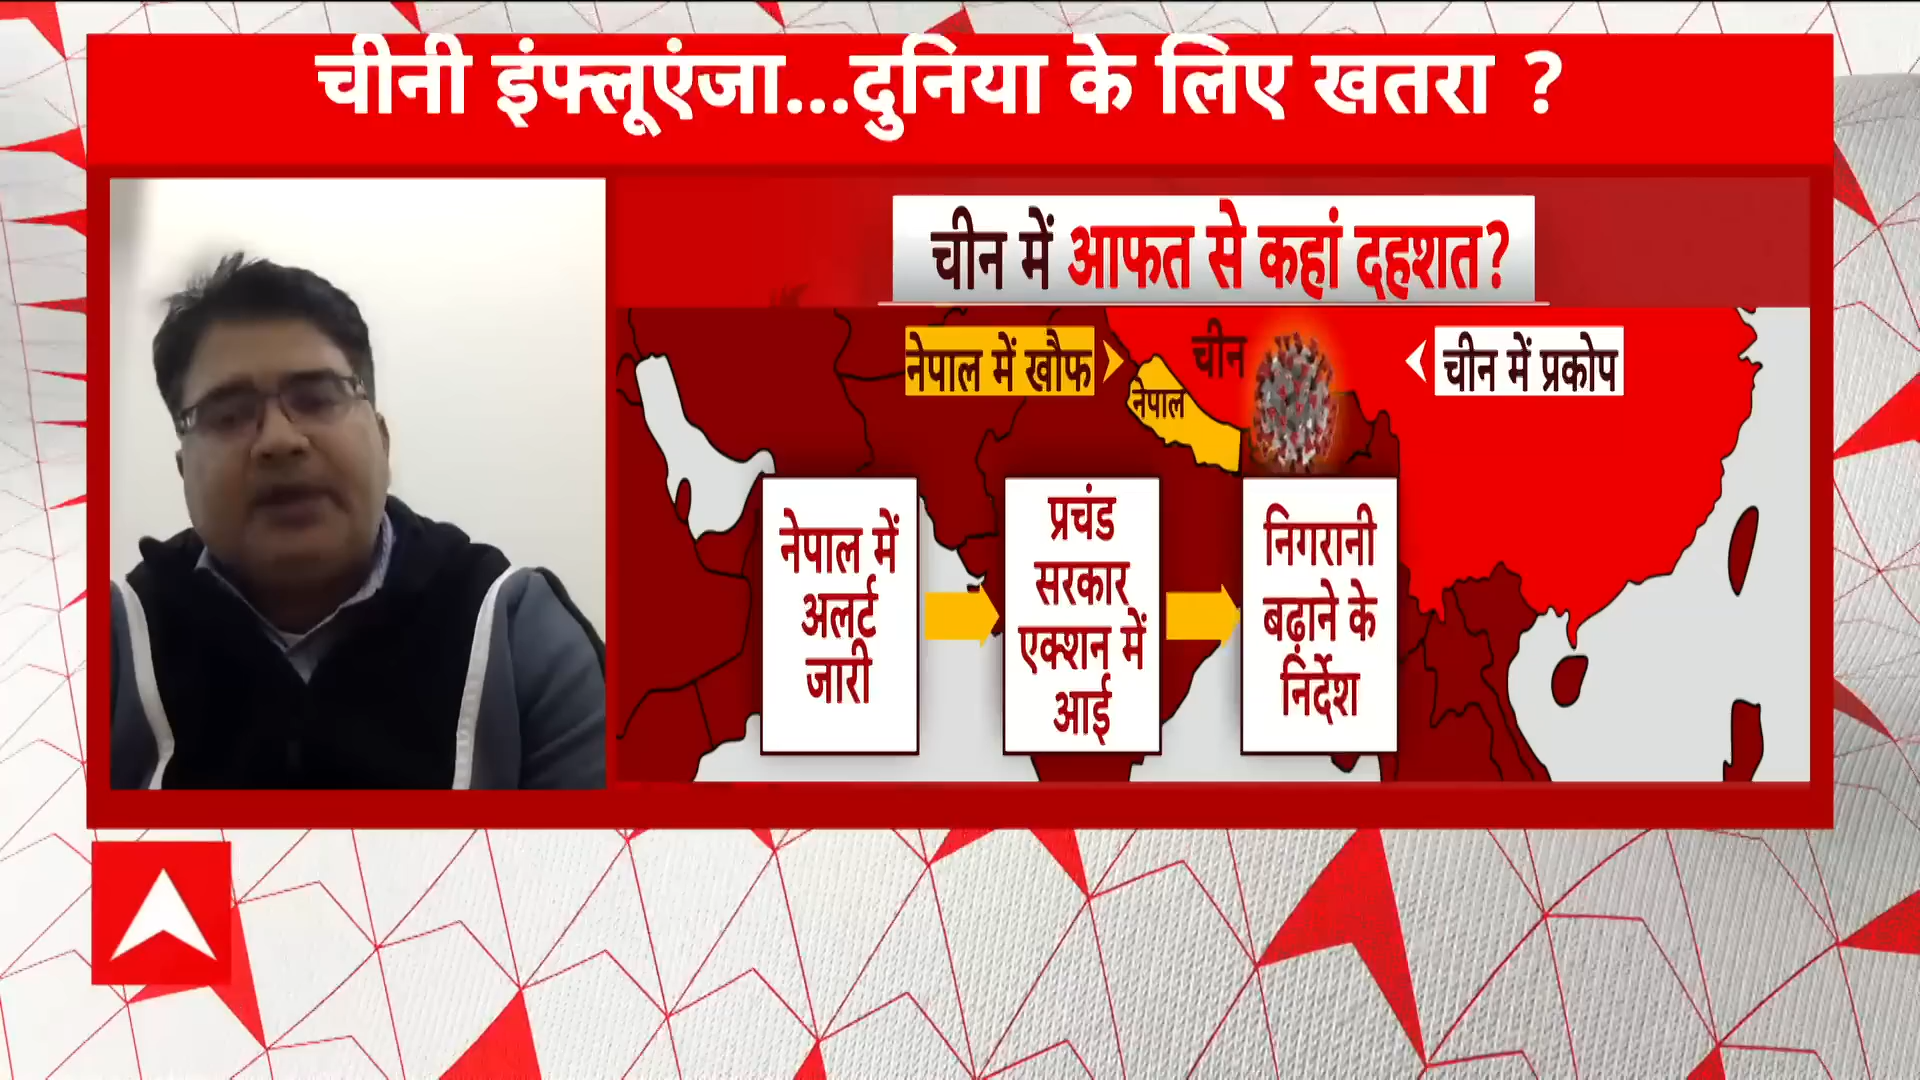 चीनी इंफ्लूएंजा...दुनिया के लिए खतरा ?
चीन में आफत से कहां दहशत?
नेपाल में खौफ
चीन
चीन में प्रकोप
नेपाल
नेपाल में
अलर्ट
जारी
प्रचंड
सरकार
एक्शन में
आई
निगरानी
बढ़ाने के
निर्देश